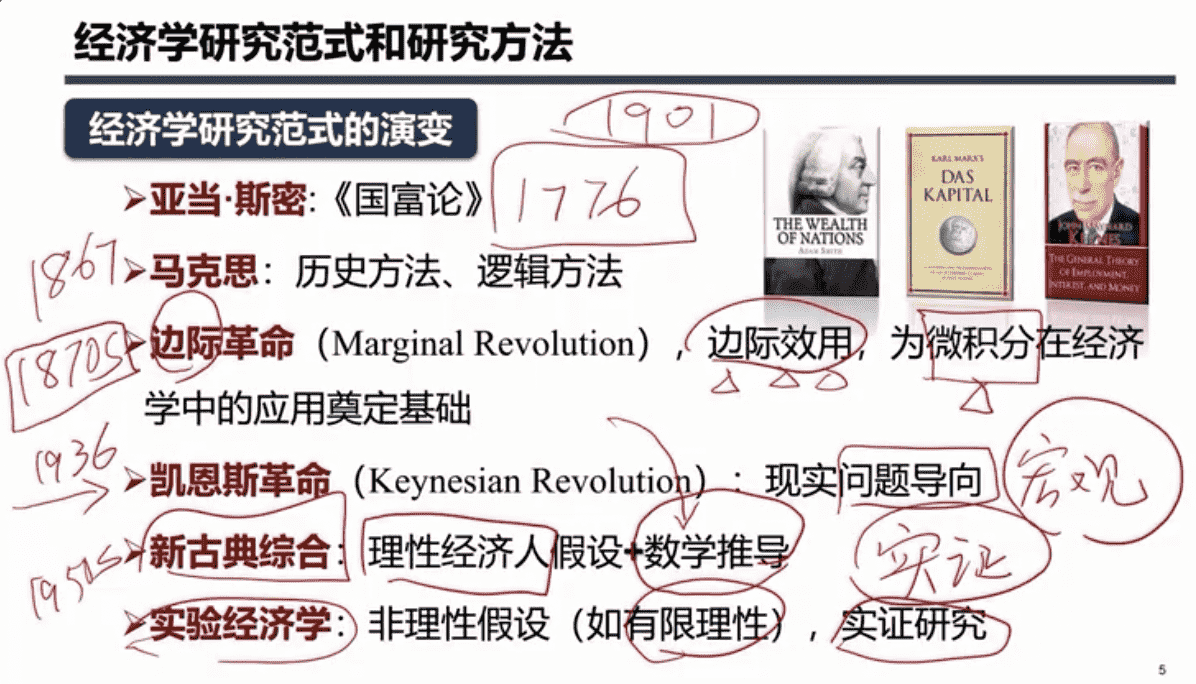 经济学研究范式和研究方法
经济学研究范式的演变
1901
➢亚当·斯密:《国富论》
1776
THE WEALTH
OF NATIONS
ADAM SMITH
KARL MARX'S
DAS
KAPITAL
JOHN MAYNARD
KEYNES
THE GENERAL THEORY
OF EMPLOYMENT,
INTEREST, AND MONEY
1867
➢马克思：历史方法、逻辑方法
1870s
➢边际革命（Marginal Revolution），边际效用，为微积分在经济
学中的应用奠定基础
1936
➢凯恩斯革命（Keynesian Revolution）：现实问题导向
宏观
1950s
➢新古典综合：理性经济人假设+数学推导
实证
➢实验经济学：非理性假设（如有限理性），实证研究
5